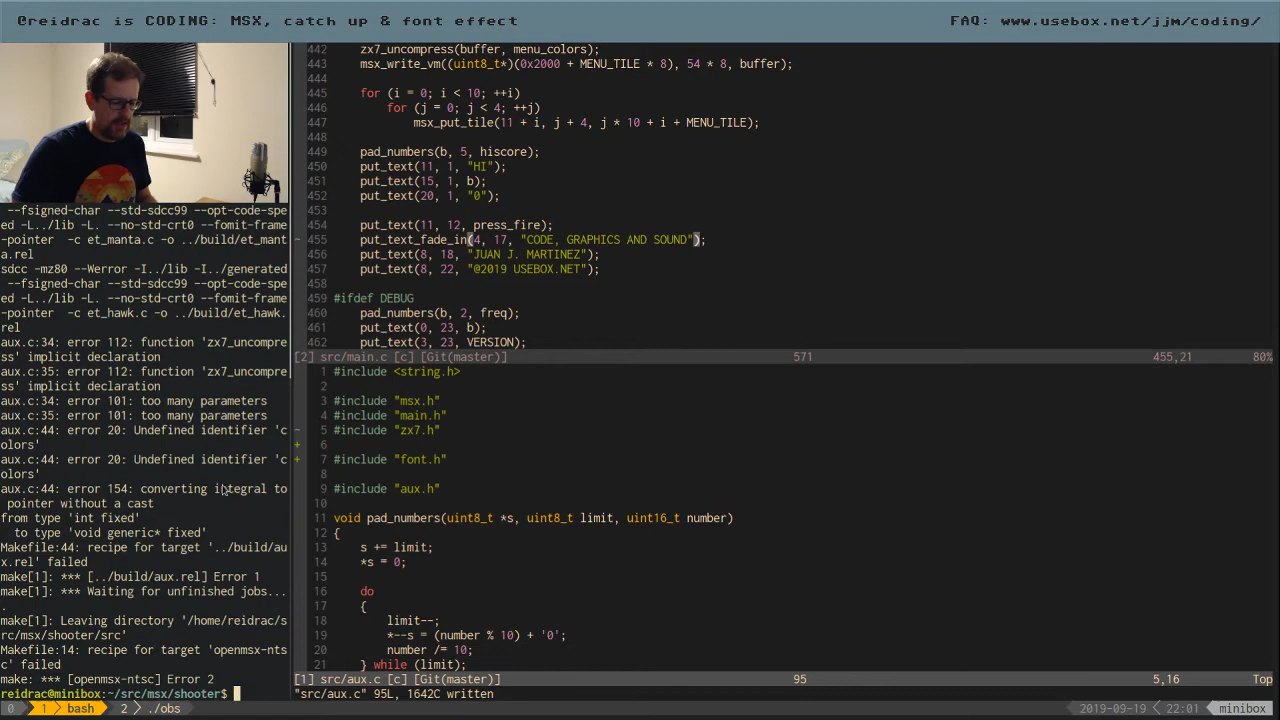 @reidrac is CODING: MSX, catch up & font effect
FAQ: www.usebox.net/jjm/coding/
--fsigned-char --std-sdcc99 --opt-code-spe
ed -L../lib -L. --no-std-crt0 --fomit-frame
-pointer -c et_manta.c -o ../build/et_mant
a.rel
sdcc -mz80 --Werror -I../lib -I../generated
--fsigned-char --std-sdcc99 --opt-code-spe
ed -L../lib -L. --no-std-crt0 --fomit-frame
-pointer -c et_hawk.c -o ../build/et_hawk.
rel
aux.c:34: error 112: function 'zx7_uncompre
ss' implicit declaration
aux.c:35: error 112: function 'zx7_uncompre
ss' implicit declaration
aux.c:34: error 101: too many parameters
aux.c:35: error 101: too many parameters
aux.c:44: error 20: Undefined identifier 'c
olors'
aux.c:44: error 20: Undefined identifier 'c
olors'
aux.c:44: error 154: converting integral to
pointer without a cast
from type 'int fixed'
to type 'void generic* fixed'
Makefile:44: recipe for target '../build/au
x.rel' failed
make[1]: *** [../build/aux.rel] Error 1
make[1]: *** Waiting for unfinished jobs...
.
make[1]: Leaving directory '/home/reidrac/s
rc/msx/shooter/src'
Makefile:14: recipe for target 'openmsx-nts
c' failed
make: *** [openmsx-ntsc] Error 2
reidrac@minibox:~/src/msx/shooter$
442 zx7_uncompress(buffer, menu_colors);
443 msx_write_vm((uint8_t*)(0x2000 + MENU_TILE * 8), 54 * 8, buffer);
444
445 for (i = 0; i < 10; ++i)
446 for (j = 0; j < 4; ++j)
447 msx_put_tile(11 + i, j + 4, j * 10 + i + MENU_TILE);
448
449 pad_numbers(b, 5, hiscore);
450 put_text(11, 1, "HI");
451 put_text(15, 1, b);
452 put_text(20, 1, "0");
453
454 put_text(11, 12, press_fire);
- 455 put_text_fade_in(4, 17, "CODE, GRAPHICS AND SOUND");
456 put_text(8, 18, "JUAN J. MARTINEZ");
457 put_text(8, 22, "@2019 USEBOX.NET");
458
459 #ifdef DEBUG
460 pad_numbers(b, 2, freq);
461 put_text(0, 23, b);
462 put_text(3, 23, VERSION);
[2] src/main.c [c] [Git(master)] 571 455,21 80%
1 #include <string.h>
2
3 #include "msx.h"
4 #include "main.h"
- 5 #include "zx7.h"
+ 6
+ 7 #include "font.h"
8
9 #include "aux.h"
10
11 void pad_numbers(uint8_t *s, uint8_t limit, uint16_t number)
12 {
13 s += limit;
14 *s = 0;
15
16 do
17 {
18 limit--;
19 *--s = (number % 10) + '0';
20 number /= 10;
21 } while (limit);
[1] src/aux.c [c] [Git(master)] 95 5,16 Top
"src/aux.c" 95L, 1642C written
0 1 bash 2 ./obs 2019-09-19 22:01 minibox